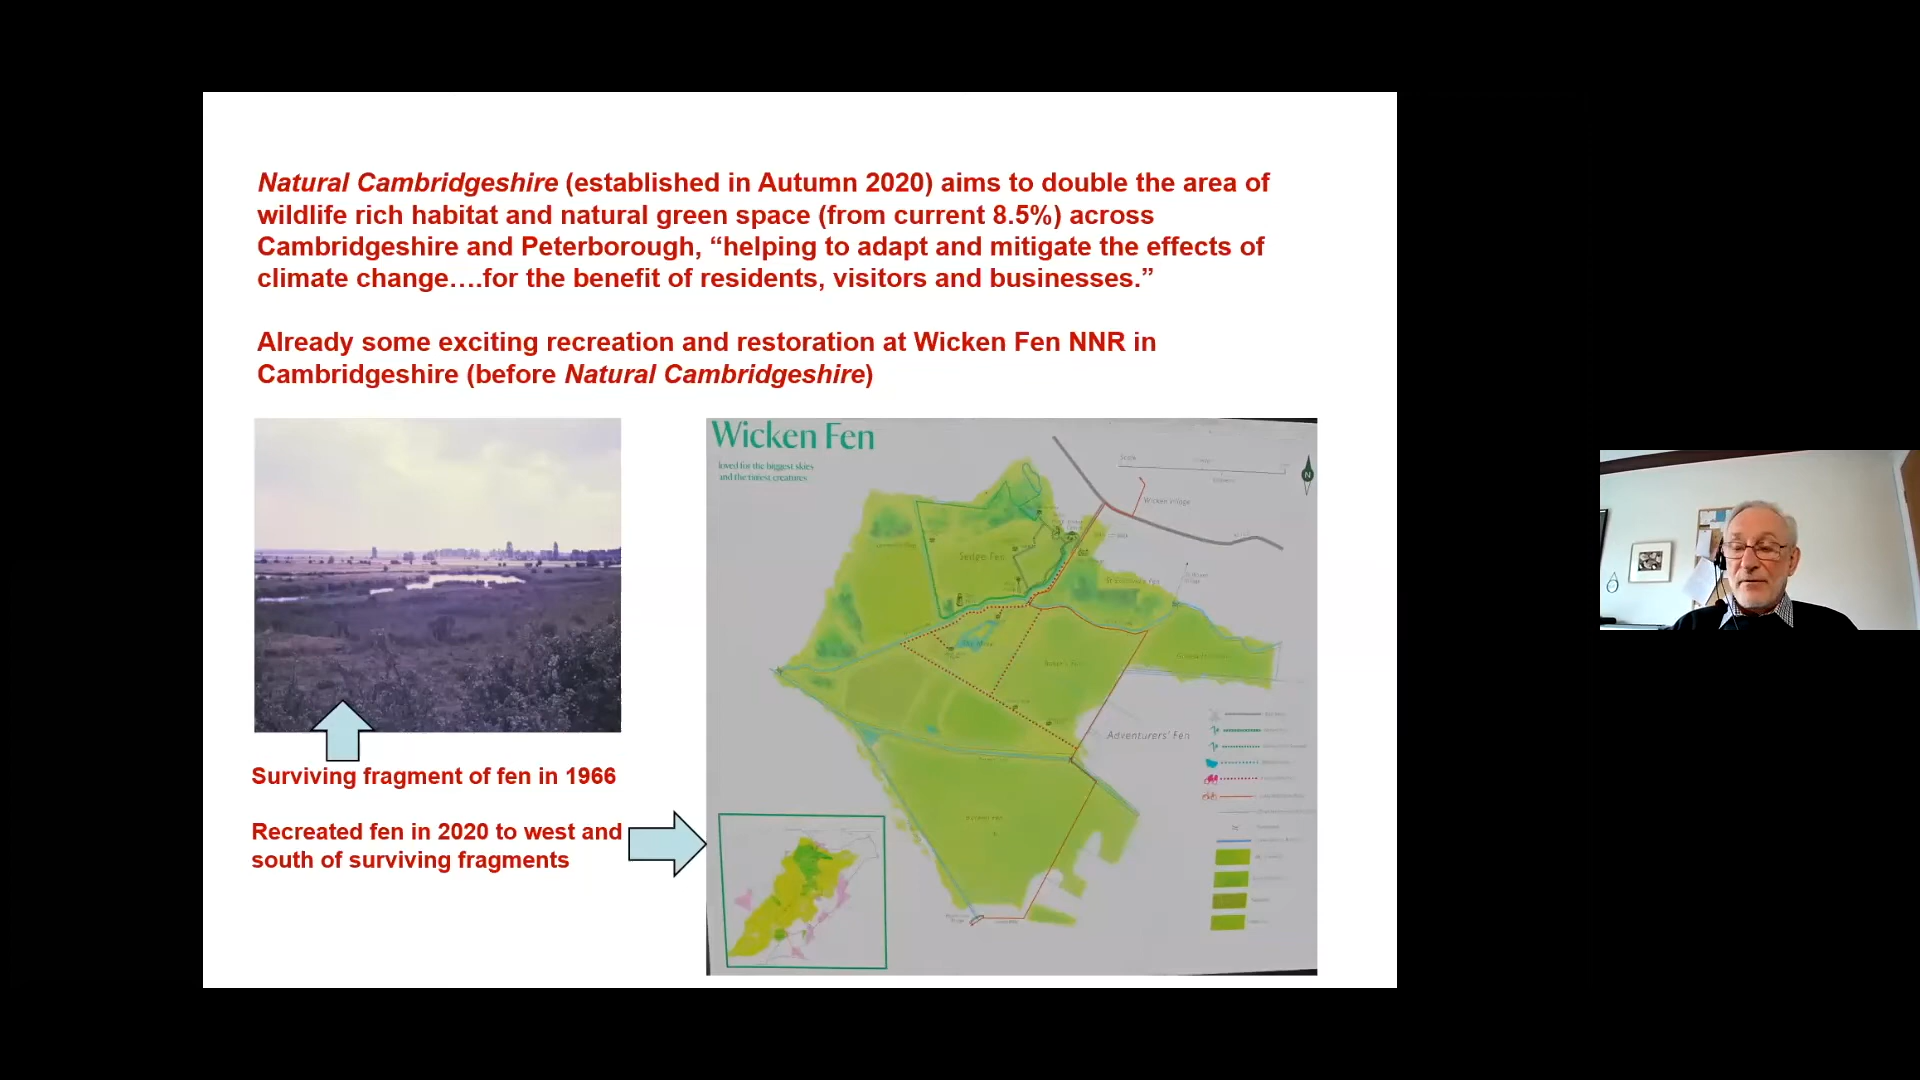 Natural Cambridgeshire (established in Autumn 2020) aims to double the area of
wildlife rich habitat and natural green space (from current 8.5%) across
Cambridgeshire and Peterborough, “helping to adapt and mitigate the effects of
climate change….for the benefit of residents, visitors and businesses.”
Already some exciting recreation and restoration at Wicken Fen NNR in
Cambridgeshire (before Natural Cambridgeshire)
Wicken Fen
loved for the biggest skies
and the tiniest creatures
Scale
N
Wicken Village
Sedge Fen
Adventurers' Fen
Surviving fragment of fen in 1966
Recreated fen in 2020 to west and
south of surviving fragments